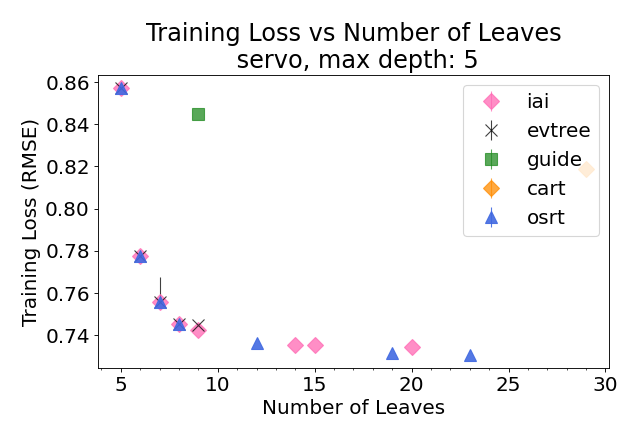 Training Loss vs Number of Leaves
servo, max depth: 5
Training Loss (RMSE)
0.86
0.84
0.82
0.80
0.78
0.76
0.74
iai
evtree
guide
cart
osrt
5
10
15
20
25
30
Number of Leaves